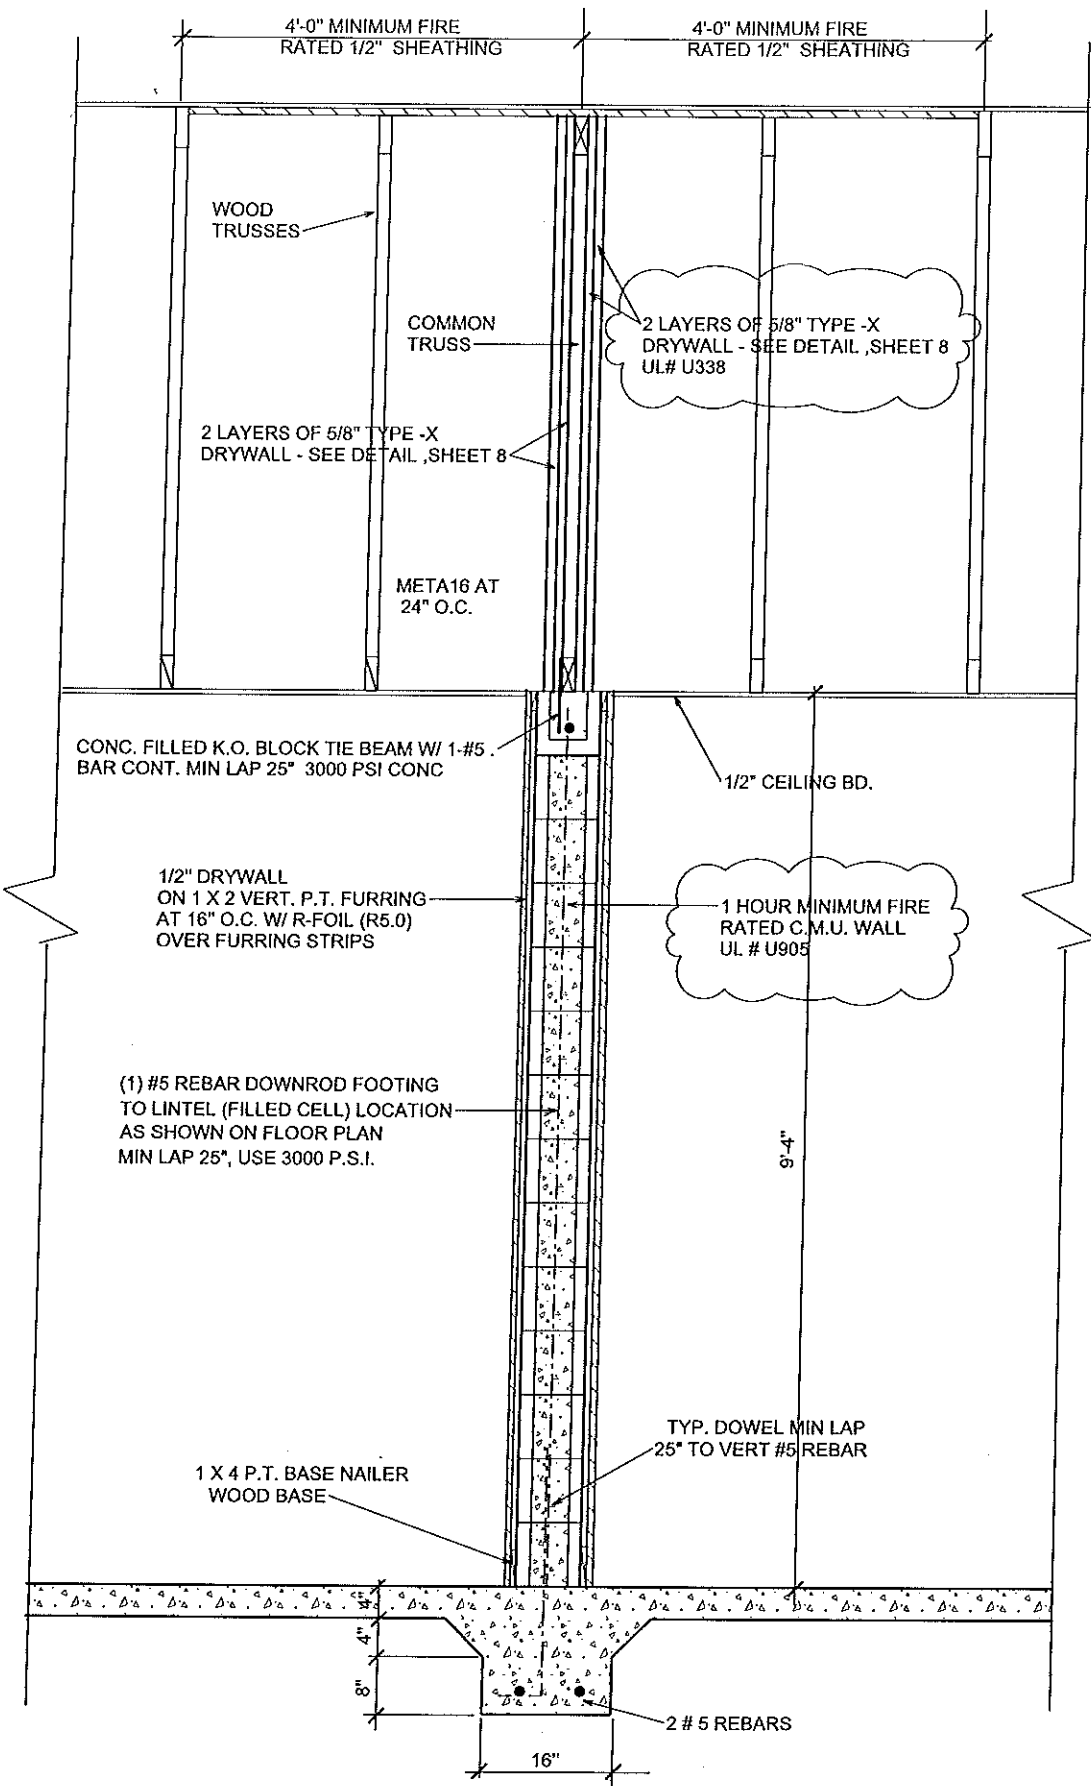 4'-0" MINIMUM FIRE
RATED 1/2" SHEATHING
4'-0" MINIMUM FIRE
RATED 1/2" SHEATHING
WOOD
TRUSSES
COMMON
TRUSS
2 LAYERS OF 5/8" TYPE -X
DRYWALL - SEE DETAIL ,SHEET 8
UL# U338
2 LAYERS OF 5/8" TYPE -X
DRYWALL - SEE DETAIL ,SHEET 8
META16 AT
24" O.C.
CONC. FILLED K.O. BLOCK TIE BEAM W/ 1-#5
BAR CONT. MIN LAP 25" 3000 PSI CONC
1/2" CEILING BD.
1/2" DRYWALL
ON 1 X 2 VERT. P.T. FURRING
AT 16" O.C. W/ R-FOIL (R5.0)
OVER FURRING STRIPS
1 HOUR MINIMUM FIRE
RATED C.M.U. WALL
UL # U905
(1) #5 REBAR DOWNROD FOOTING
TO LINTEL (FILLED CELL) LOCATION
AS SHOWN ON FLOOR PLAN
MIN LAP 25", USE 3000 P.S.I.
9'-4"
TYP. DOWEL MIN LAP
25" TO VERT #5 REBAR
1 X 4 P.T. BASE NAILER
WOOD BASE
4"
4"
8"
2 # 5 REBARS
16"